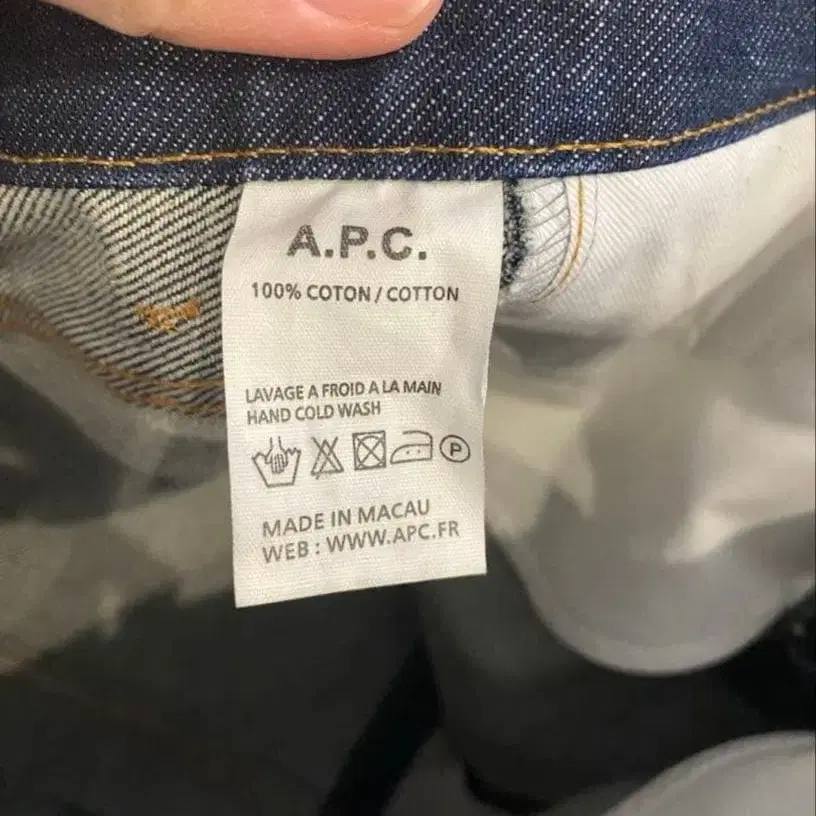 A.P.C.
100% COTON / COTTON
LAVAGE A FROID A LA MAIN
HAND COLD WASH
P
MADE IN MACAU
WEB : WWW.APC.FR